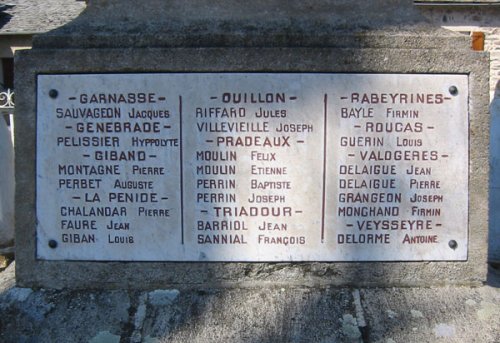 -GARNASSE-
SAUVAGEON JACQUES
-GENEBRADE-
PELISSIER HYPPOLYTE
-GIBAND-
MONTAGNE PIERRE
PERBET AUGUSTE
-LA PENIDE-
CHALANDAR PIERRE
FAURE JEAN
GIBAN LOUIS
-OUILLON-
RIFFARD JULES
VILLEVIEILLE JOSEPH
-PRADEAUX-
MOULIN FELIX
MOULIN ETIENNE
PERRIN BAPTISTE
PERRIN JOSEPH
-TRIADOUR-
BARRIOL JEAN
SANNIAL FRANÇOIS
-RABEYRINES-
BAYLE FIRMIN
-ROUCAS-
GUERIN LOUIS
-VALOGERES-
DELAIGUE JEAN
DELAIGUE PIERRE
GRANGEON JOSEPH
MONGHAND FIRMIN
-VEYSSEYRE-
DELORME ANTOINE